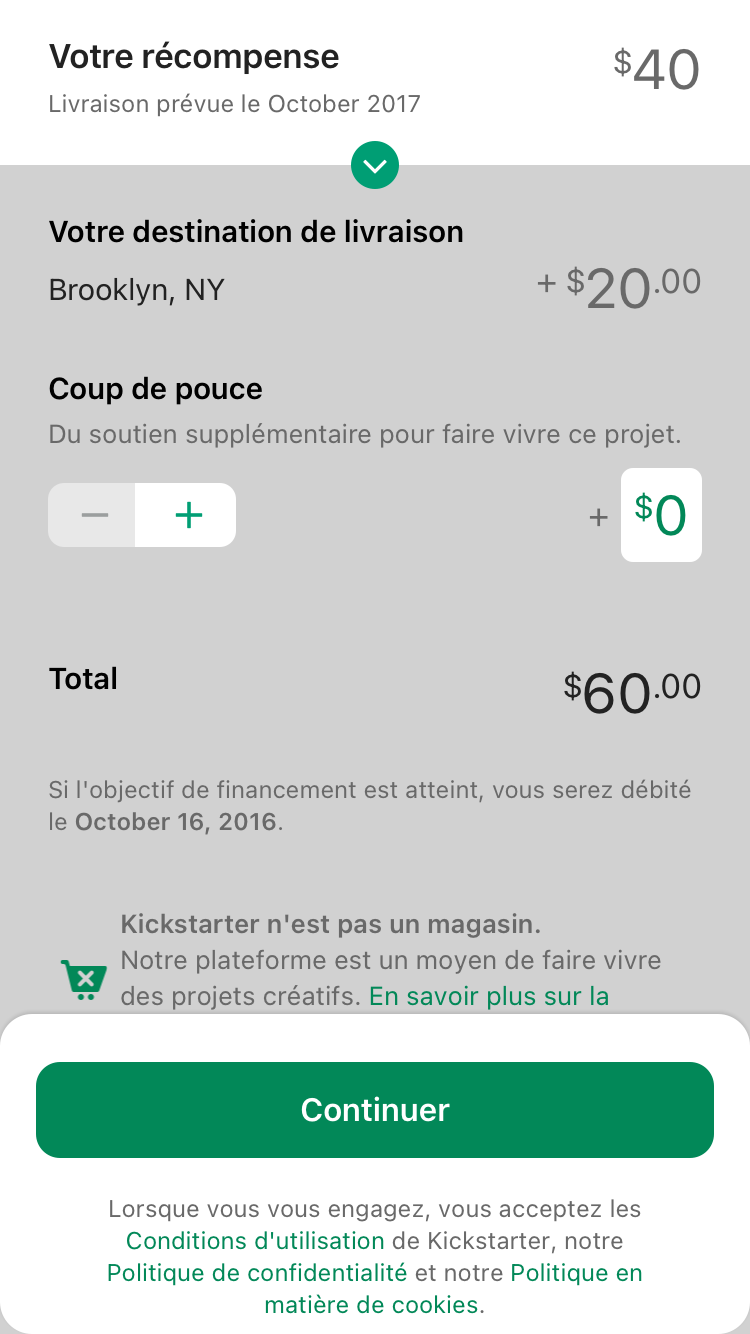 Votre récompense
$40
Livraison prévue le October 2017
Votre destination de livraison
Brooklyn, NY
+ $20.00
Coup de pouce
Du soutien supplémentaire pour faire vivre ce projet.
− +
+ $0
Total
$60.00
Si l'objectif de financement est atteint, vous serez débité
le October 16, 2016.
Kickstarter n'est pas un magasin.
Notre plateforme est un moyen de faire vivre
des projets créatifs. En savoir plus sur la
Continuer
Lorsque vous vous engagez, vous acceptez les
Conditions d'utilisation de Kickstarter, notre
Politique de confidentialité et notre Politique en
matière de cookies.